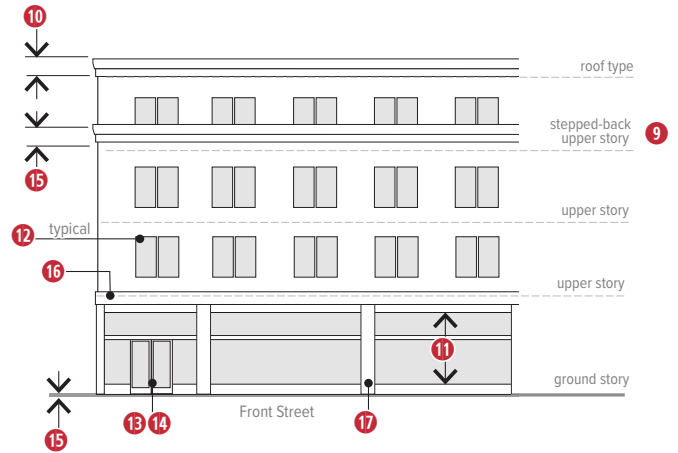 10
roof type
stepped-back
upper story
9
15
upper story
12
typical
16
upper story
11
ground story
Front Street
13 14
17
15